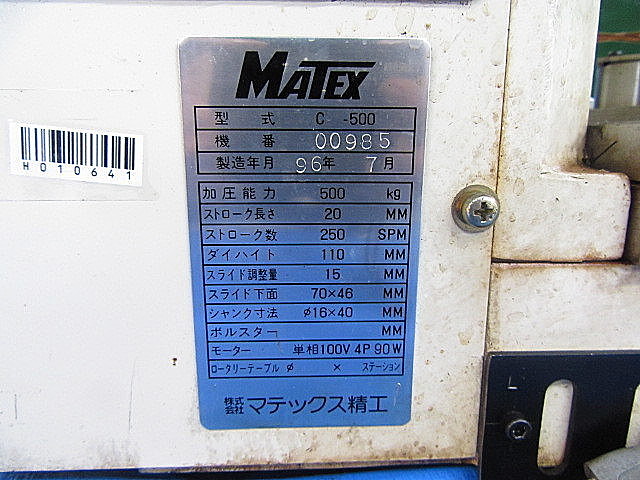 MATEX
型式 C -500
機番 00985
製造年月 96年 7月
加圧能力 500 kg
ストローク長さ 20 MM
ストローク数 250 SPM
ダイハイト 110 MM
スライド調整量 15 MM
スライド下面 70×46 MM
シャンク寸法 ø16×40 MM
ボルスター MM
モーター 単相100V 4P 90W
ロータリーテーブル ø × ステーション
株式会社 マテックス精工
H010641
L